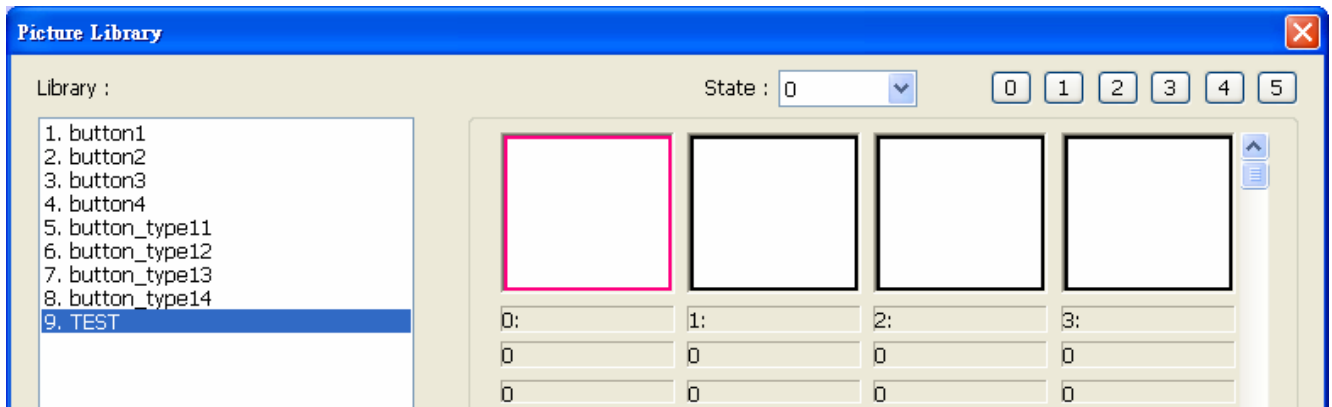 Picture Library
Library : State : 0 0 1 2 3 4 5
1. button1
2. button2
3. button3
4. button4
5. button_type11
6. button_type12
7. button_type13
8. button_type14
9. TEST
0: 1: 2: 3:
0 0 0 0
0 0 0 0